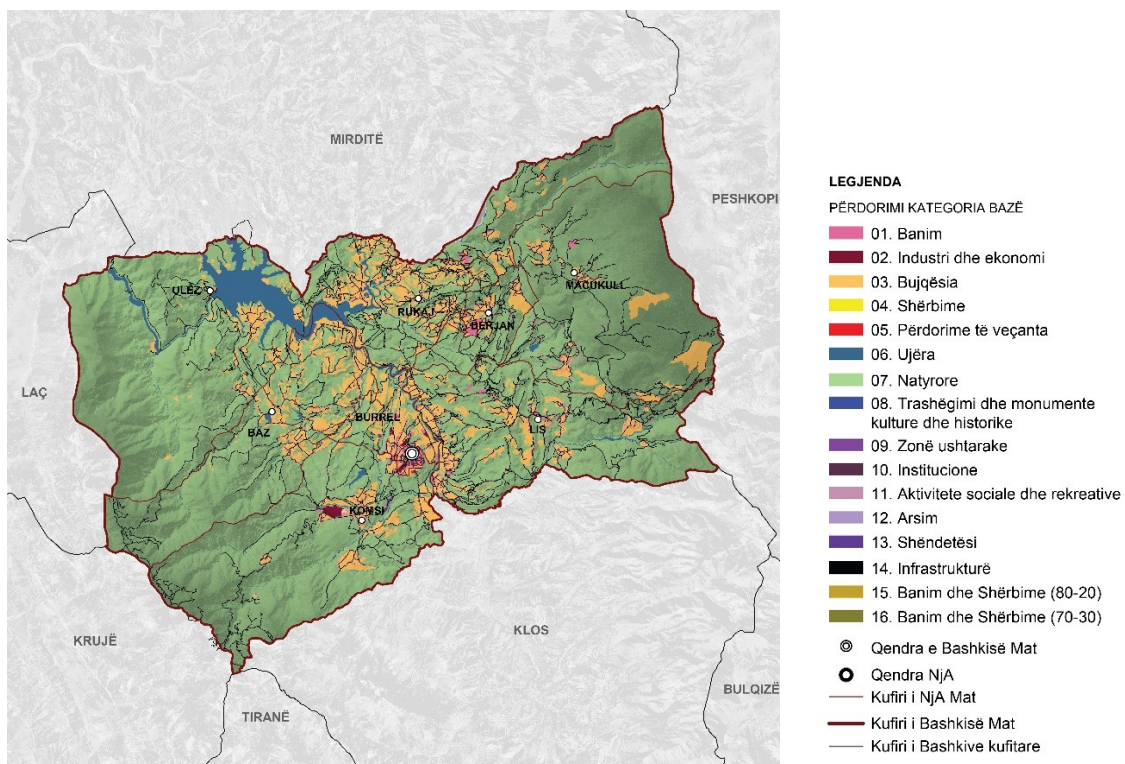 MIRDITË
PESHKOPI
ULËZ
MACUKULL
RUKAJ
DERJAN
LAÇ
BAZ
BURREL
LIS
KOMSI
KRUJË
KLOS
TIRANË
BULQIZË
LEGJENDA
PËRDORIMI KATEGORIA BAZË
01. Banim
02. Industri dhe ekonomi
03. Bujqësia
04. Shërbime
05. Përdorime të veçanta
06. Ujëra
07. Natyrore
08. Trashëgimi dhe monumente
kulture dhe historike
09. Zonë ushtarake
10. Institucione
11. Aktivitete sociale dhe rekreative
12. Arsim
13. Shëndetësi
14. Infrastrukturë
15. Banim dhe Shërbime (80-20)
16. Banim dhe Shërbime (70-30)
Qendra e Bashkisë Mat
Qendra NjA
Kufiri i NjA Mat
Kufiri i Bashkisë Mat
Kufiri i Bashkive kufitare